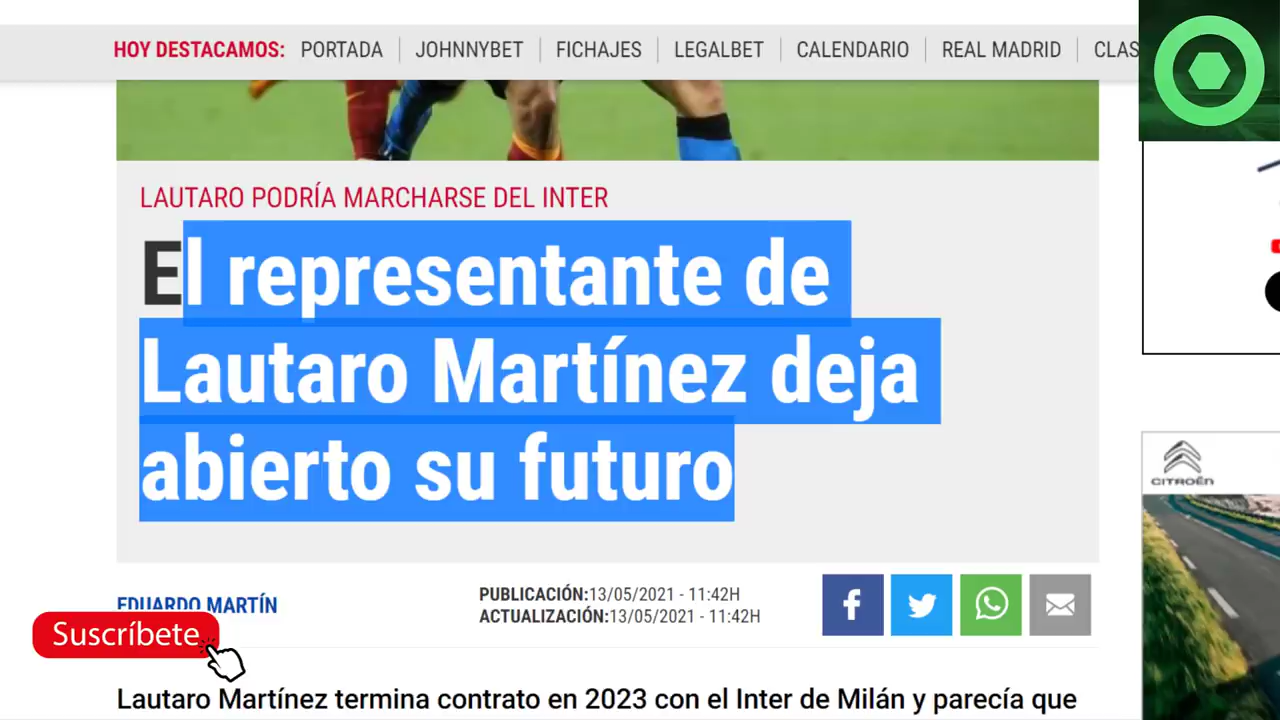 HOY DESTACAMOS: PORTADA JOHNNYBET FICHAJES LEGALBET CALENDARIO REAL MADRID CLAS
LAUTARO PODRÍA MARCHARSE DEL INTER
El representante de
Lautaro Martínez deja
abierto su futuro
EDUARDO MARTÍN
PUBLICACIÓN:13/05/2021 - 11:42H
ACTUALIZACIÓN:13/05/2021 - 11:42H
Suscríbete
Lautaro Martínez termina contrato en 2023 con el Inter de Milán y parecía que
CITROËN